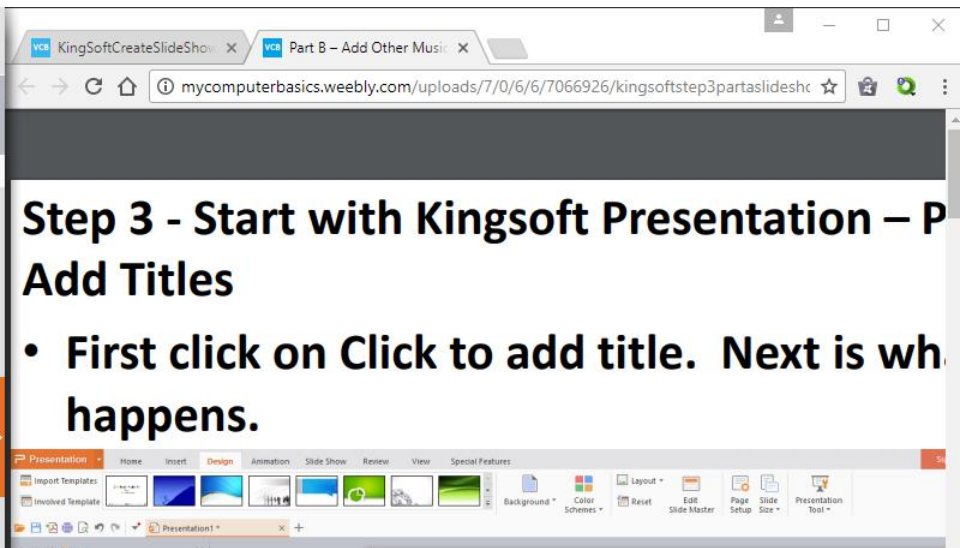 VCB KingSoftCreateSlideShow VCB Part B – Add Other Music
mycomputerbasics.weebly.com/uploads/7/0/6/6/7066926/kingsoftstep3partaslidesho
Step 3 - Start with Kingsoft Presentation – P
Add Titles
• First click on Click to add title. Next is wha
happens.
Presentation Home Insert Design Animation Slide Show Review View Special Features
Import Templates Layout
Involved Template Background Color Schemes Reset Edit Slide Master Page Setup Slide Size Presentation Tool
Presentation1 * × +